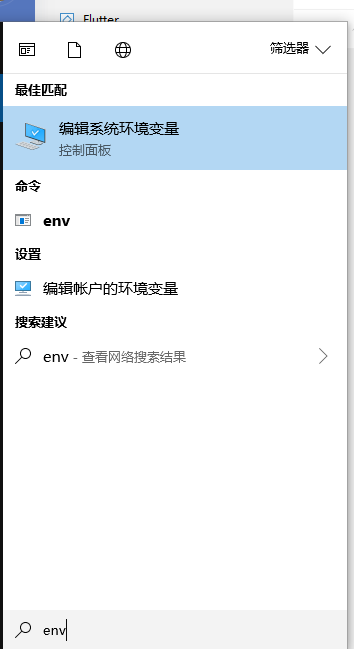 Flutter
筛选器
最佳匹配
编辑系统环境变量
控制面板
命令
env
设置
编辑帐户的环境变量
搜索建议
env - 查看网络搜索结果
env